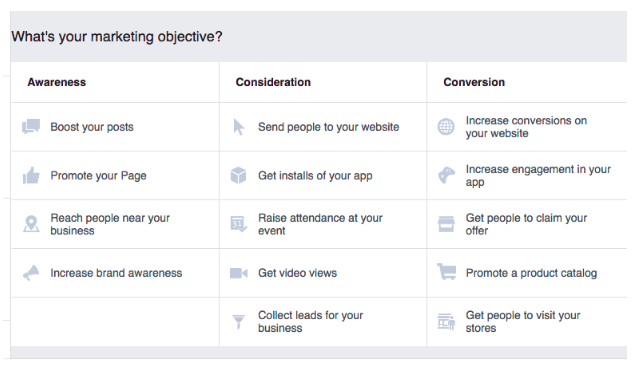 What's your marketing objective?
Awareness
Consideration
Conversion
Boost your posts
Send people to your website
Increase conversions on
your website
Promote your Page
Get installs of your app
Increase engagement in your
app
Reach people near your
business
Raise attendance at your
event
Get people to claim your
offer
Increase brand awareness
Get video views
Promote a product catalog
Collect leads for your
business
Get people to visit your
stores